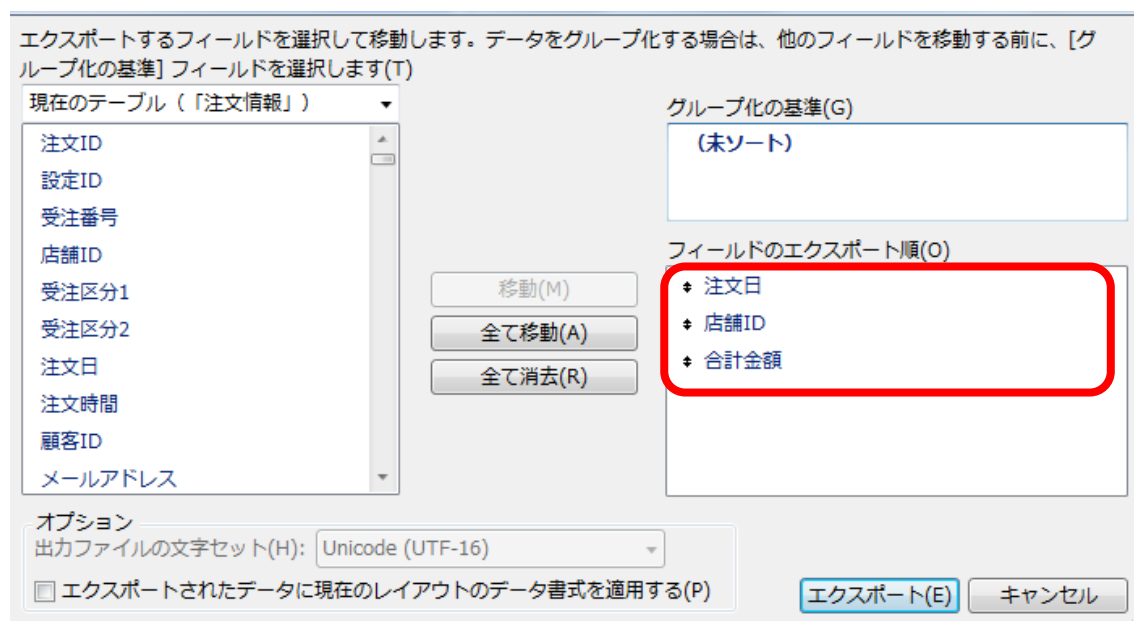 エクスポートするフィールドを選択して移動します。データをグループ化する場合は、他のフィールドを移動する前に、[グ
ループ化の基準] フィールドを選択します(T)
現在のテーブル（「注文情報」）
注文ID
設定ID
受注番号
店舗ID
受注区分1
受注区分2
注文日
注文時間
顧客ID
メールアドレス
移動(M)
全て移動(A)
全て消去(R)
グループ化の基準(G)
（未ソート）
フィールドのエクスポート順(O)
注文日
店舗ID
合計金額
オプション
出力ファイルの文字セット(H): Unicode (UTF-16)
エクスポートされたデータに現在のレイアウトのデータ書式を適用する(P)
エクスポート(E)
キャンセル